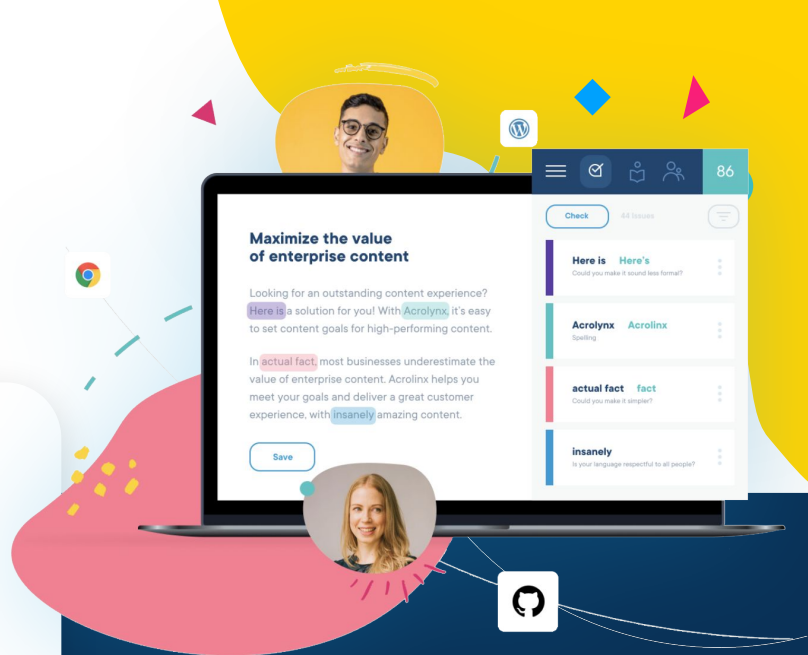 Maximize the value
of enterprise content
Looking for an outstanding content experience?
Here is a solution for you! With Acrolynx, it's easy
to set content goals for high-performing content.
In actual fact, most businesses underestimate the
value of enterprise content. Acrolinx helps you
meet your goals and deliver a great customer
experience, with insanely amazing content.
Save
86
Check 44 Issues
Here is Here's
Could you make it sound less formal?
Acrolynx Acrolinx
Spelling
actual fact fact
Could you make it simpler?
insanely
Is your language respectful to all people?